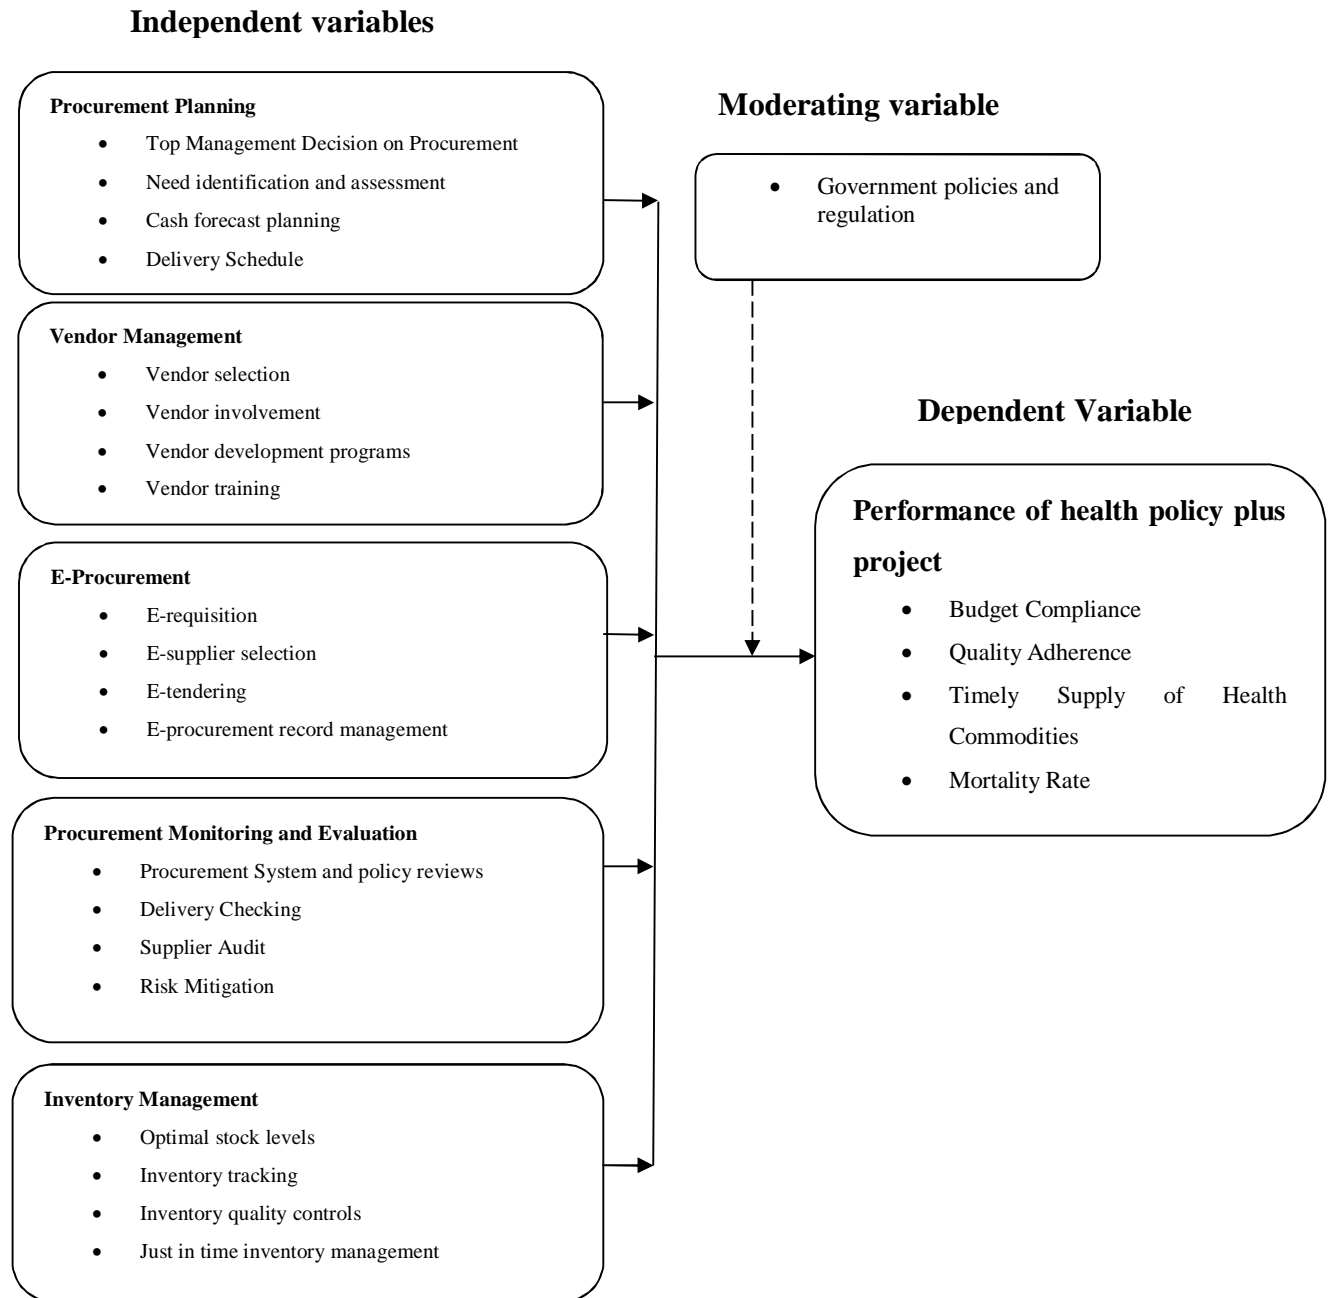 Independent variables
Procurement Planning
• Top Management Decision on Procurement
• Need identification and assessment
• Cash forecast planning
• Delivery Schedule
Vendor Management
• Vendor selection
• Vendor involvement
• Vendor development programs
• Vendor training
E-Procurement
• E-requisition
• E-supplier selection
• E-tendering
• E-procurement record management
Procurement Monitoring and Evaluation
• Procurement System and policy reviews
• Delivery Checking
• Supplier Audit
• Risk Mitigation
Inventory Management
• Optimal stock levels
• Inventory tracking
• Inventory quality controls
• Just in time inventory management
Moderating variable
• Government policies and
regulation
Dependent Variable
Performance of health policy plus
project
• Budget Compliance
• Quality Adherence
• Timely Supply of Health
Commodities
• Mortality Rate